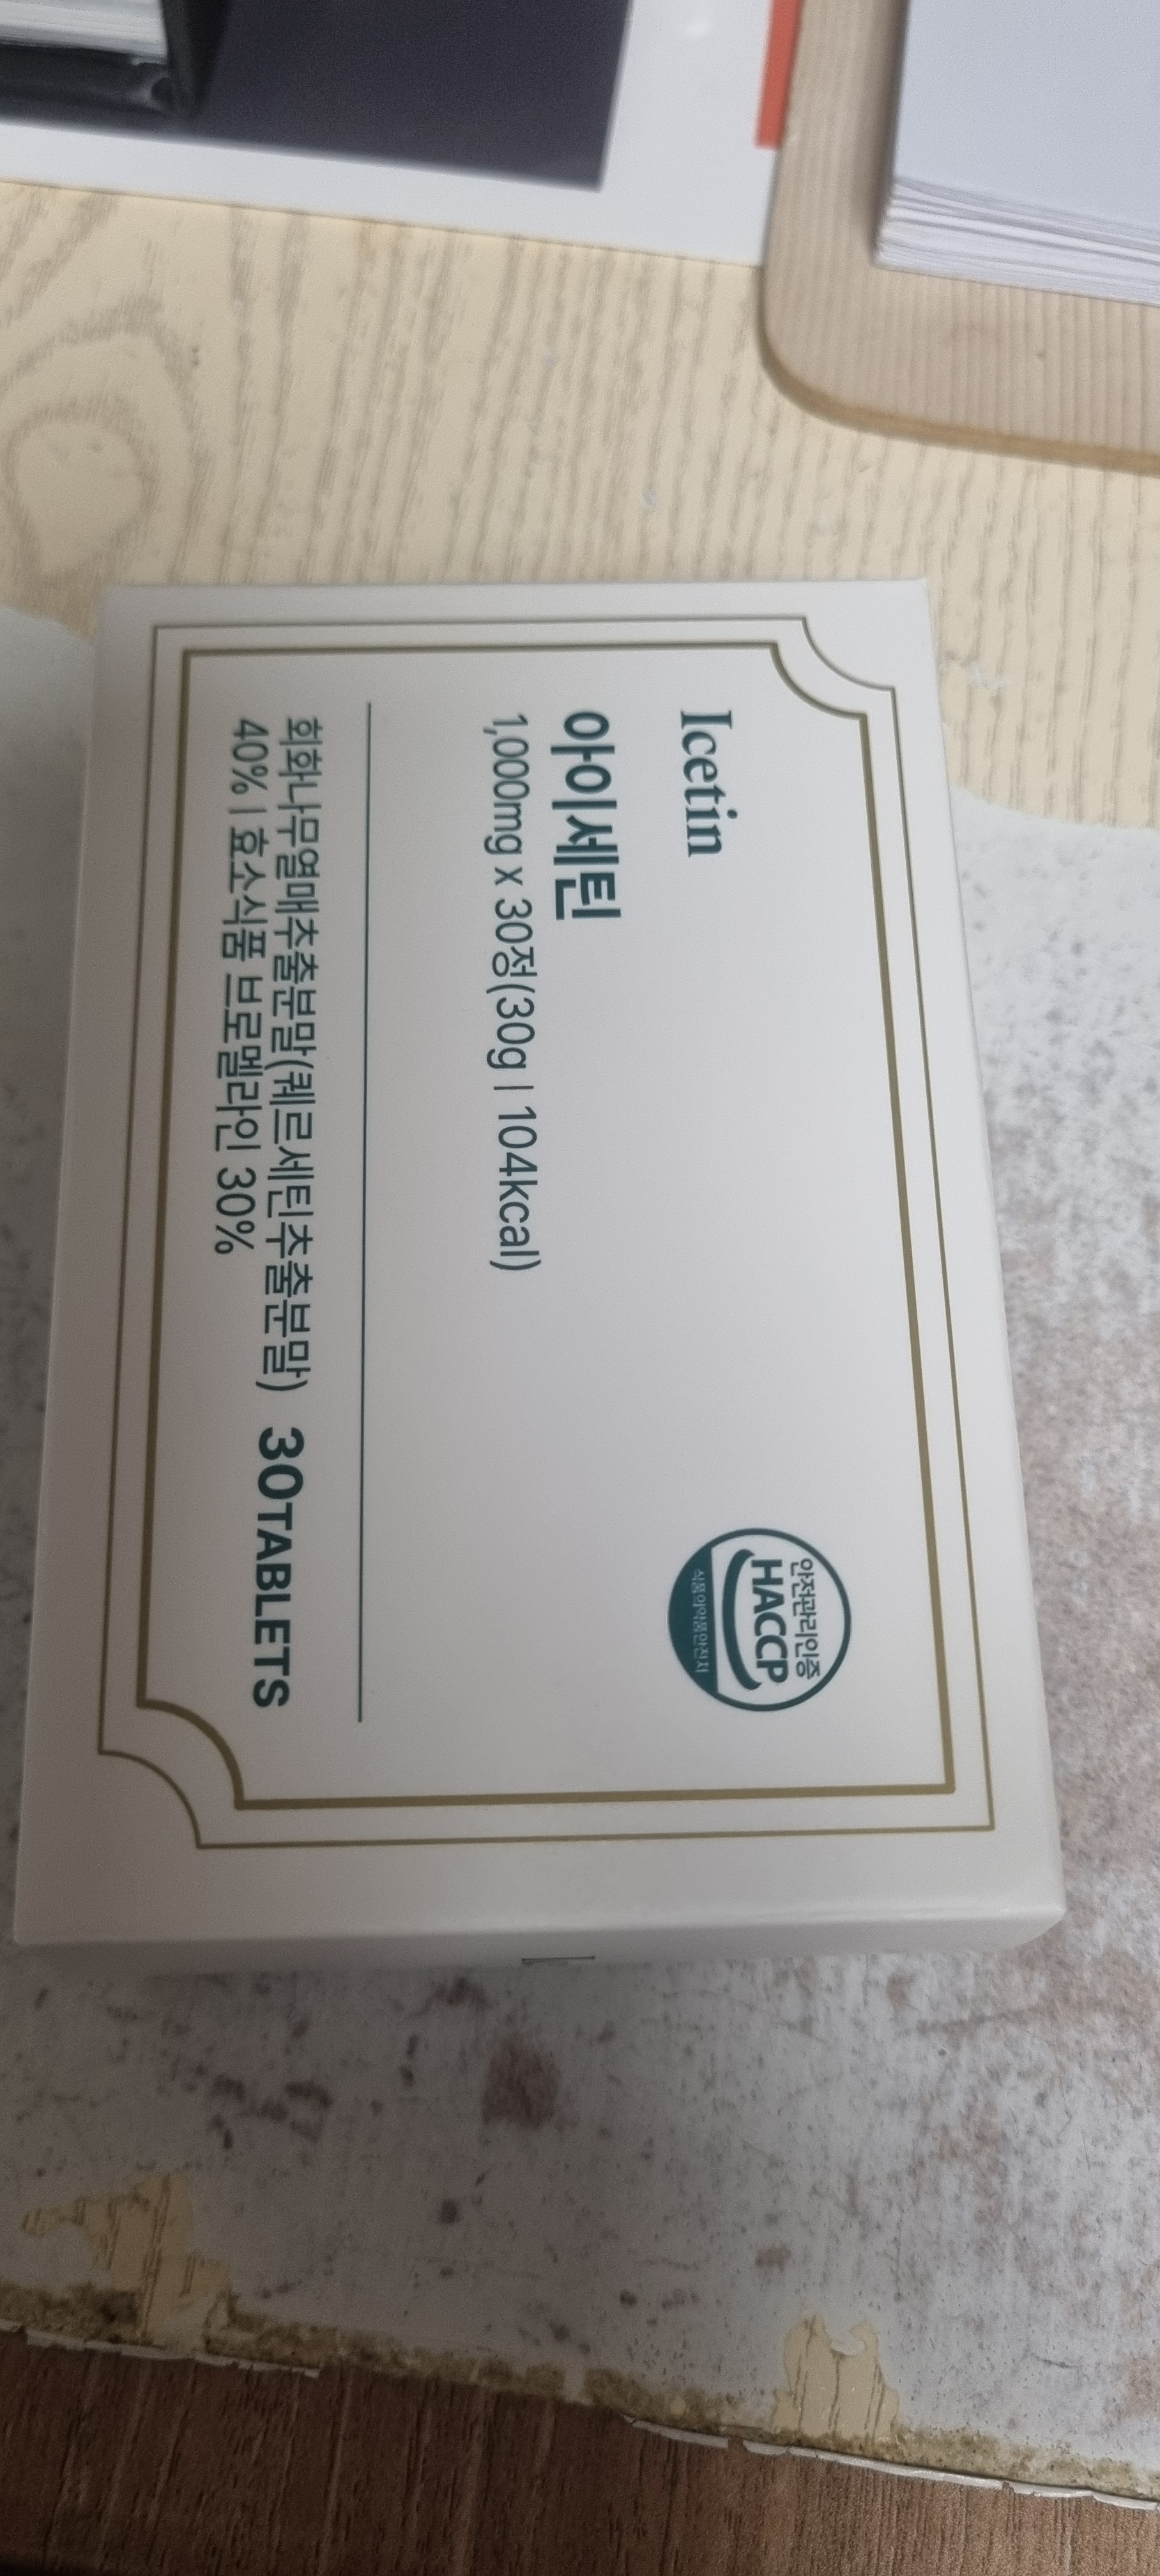 Icetin
아이세틴
1,000mg x 30정(30g | 104kcal)
안전관리인증
HACCP
식품의약품안전처
회화나무열매추출분말(퀘르세틴추출분말)
40% | 효소식품 브로멜라인 30%
30TABLETS